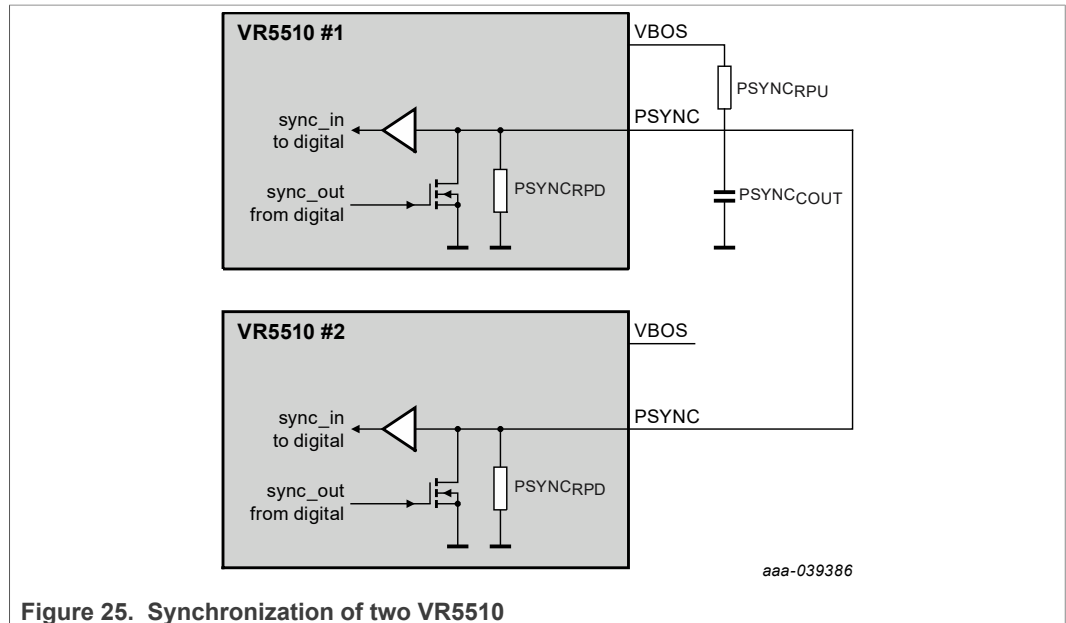 VR5510 #1
VBOS
PSYNCRPU
PSYNC
sync_in
to digital
sync_out
from digital
PSYNCRPD
PSYNCCOUT
VR5510 #2
VBOS
PSYNC
sync_in
to digital
sync_out
from digital
PSYNCRPD
aaa-039386
Figure 25. Synchronization of two VR5510